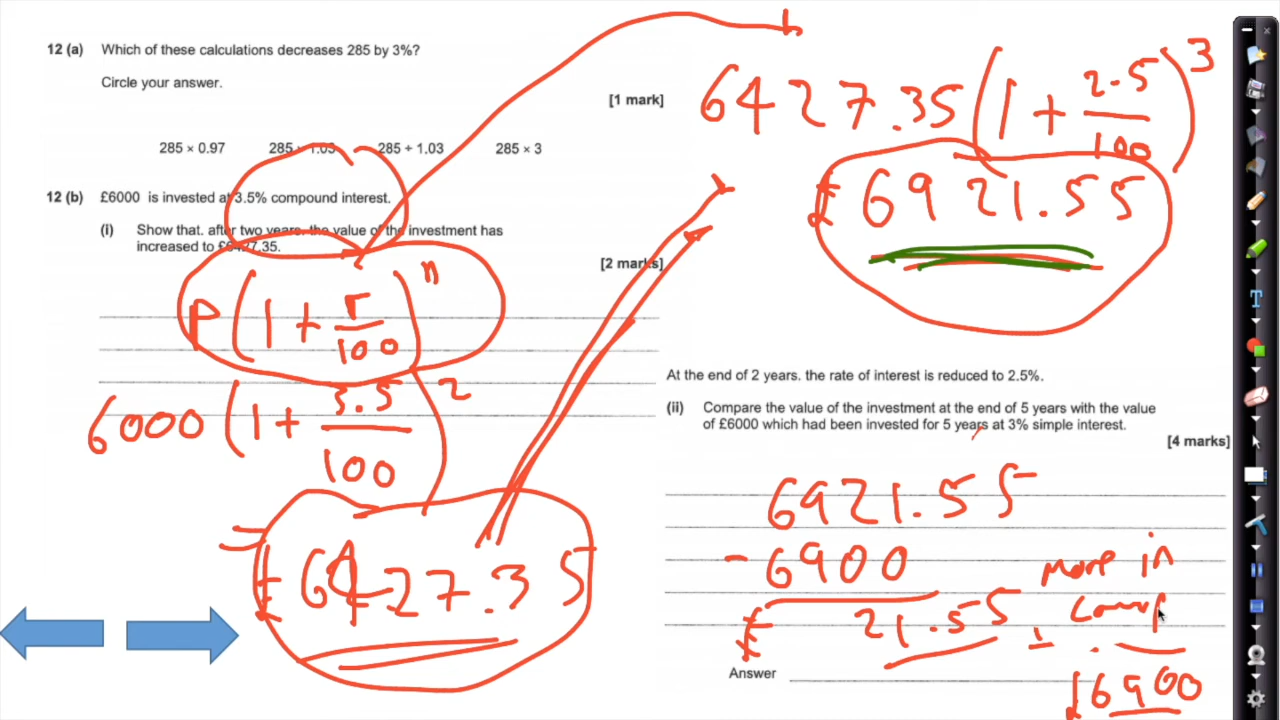 12 (a) Which of these calculations decreases 285 by 3%?
Circle your answer.
[1 mark]
285 × 0.97 285 × 1.03 285 ÷ 1.03 285 × 3
12 (b) £6000 is invested at 3.5% compound interest.
(i) Show that, after two years, the value of the investment has
increased to £6427.35.
[2 marks]
P(1 + r/100)^n
6000(1 + 3.5/100)^2
= £6427.35
6427.35(1 + 2.5/100)^3
£6921.55
At the end of 2 years, the rate of interest is reduced to 2.5%.
(ii) Compare the value of the investment at the end of 5 years with the value
of £6000 which had been invested for 5 years at 3% simple interest.
[4 marks]
6921.55
- 6900
£ 21.55
more in
comp
Answer
£6900
T